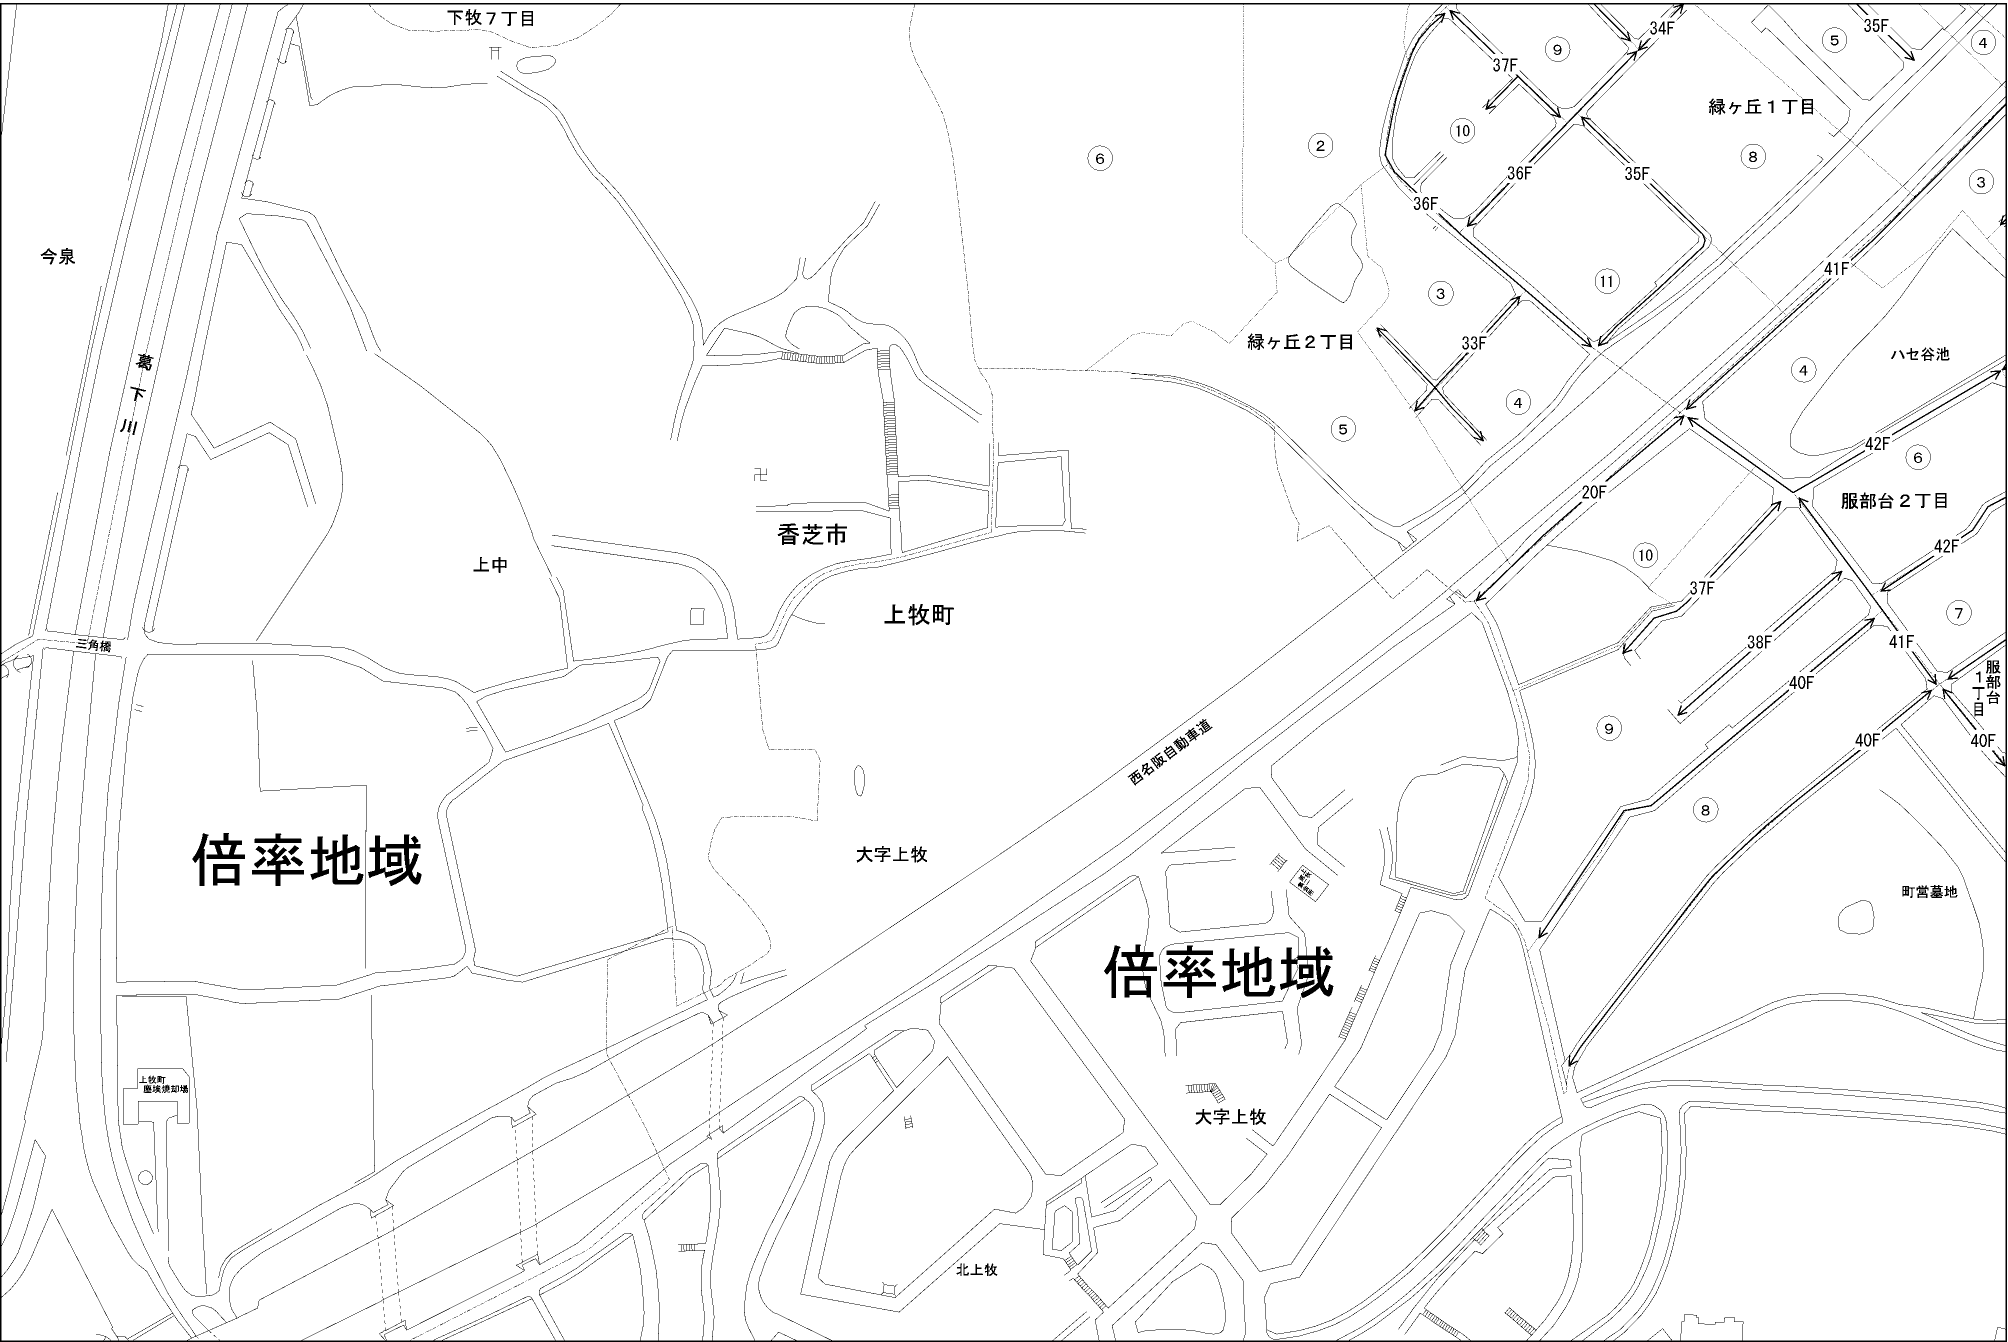 下牧７丁目
34F
35F
⑤
④
⑨
37F
緑ヶ丘１丁目
⑩
②
⑥
⑧
36F
35F
③
36F
今泉
41F
⑪
③
緑ヶ丘２丁目
33F
ハセ谷池
葛下川
④
④
⑤
42F
⑥
20F
服部台２丁目
香芝市
42F
上中
⑩
37F
上牧町
⑦
三角橋
38F
41F
服部台
１丁目
40F
⑨
西名阪自動車道
40F
40F
⑧
倍率地域
大字上牧
町営墓地
倍率地域
上牧町
塵埃焼却場
大字上牧
北上牧